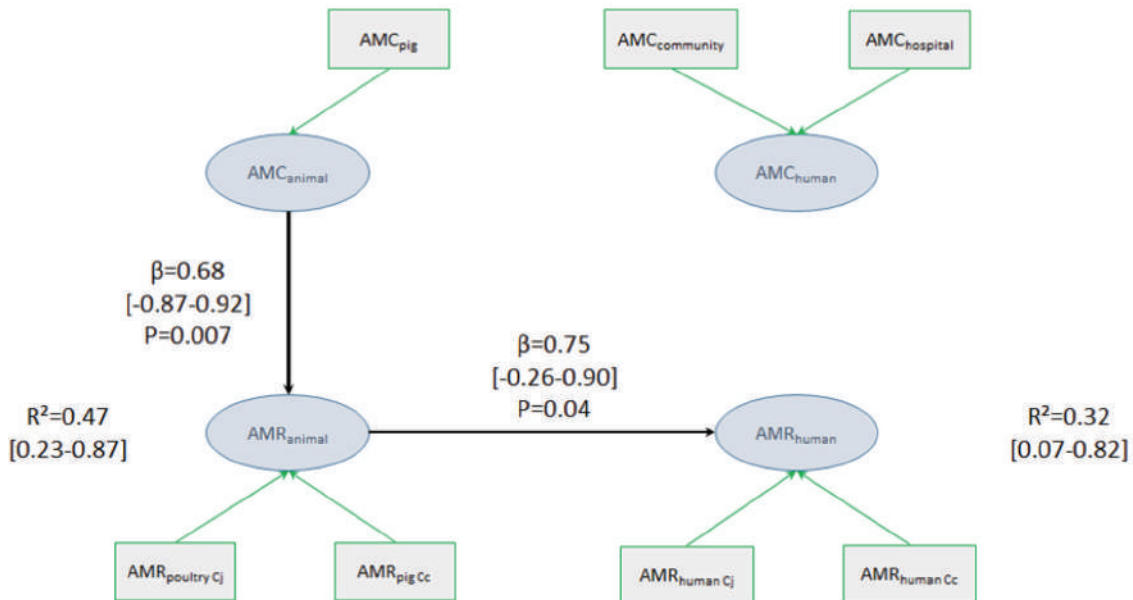 AMCpig
AMCcommunity
AMChospital
AMCanimal
AMChuman
β=0.68
[-0.87-0.92]
P=0.007
β=0.75
[-0.26-0.90]
P=0.04
R²=0.47
[0.23-0.87]
AMRanimal
AMRhuman
R²=0.32
[0.07-0.82]
AMRpoultry Cj
AMRpig Cc
AMRhuman Cj
AMRhuman Cc